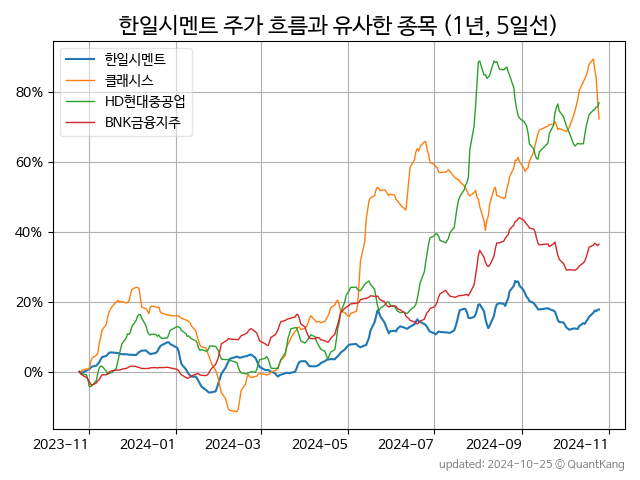 한일시멘트 주가 흐름과 유사한 종목 (1년, 5일선)
한일시멘트
클래시스
HD현대중공업
BNK금융지주
80%
60%
40%
20%
0%
2023-11 2024-01 2024-03 2024-05 2024-07 2024-09 2024-11
updated: 2024-10-25 © QuantKang